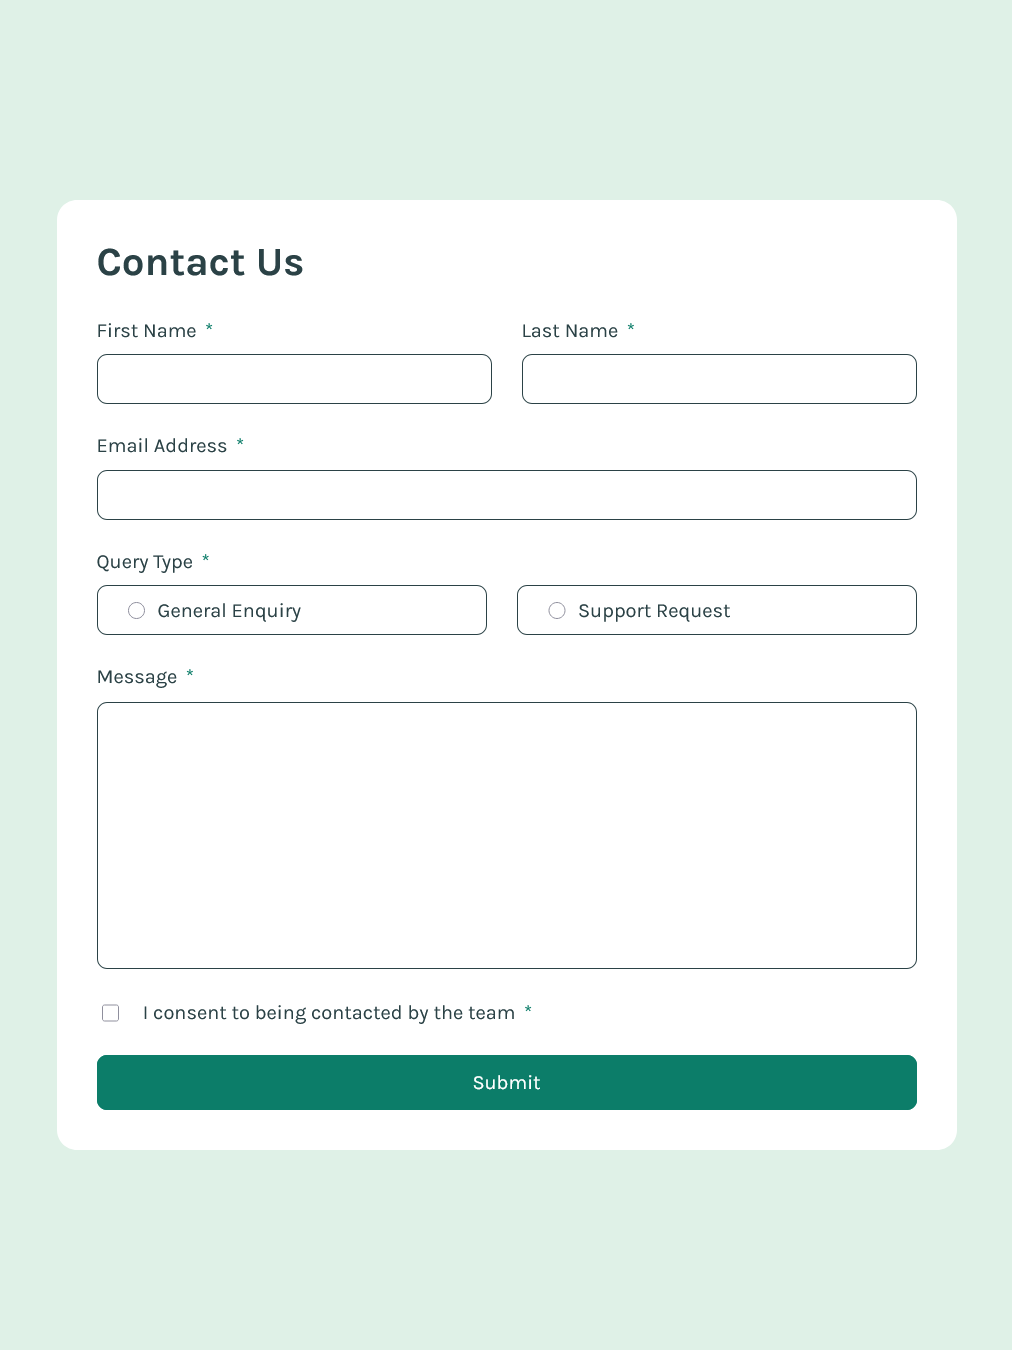 Contact Us
First Name *
Last Name *
Email Address *
Query Type *
General Enquiry
Support Request
Message *
I consent to being contacted by the team *
Submit